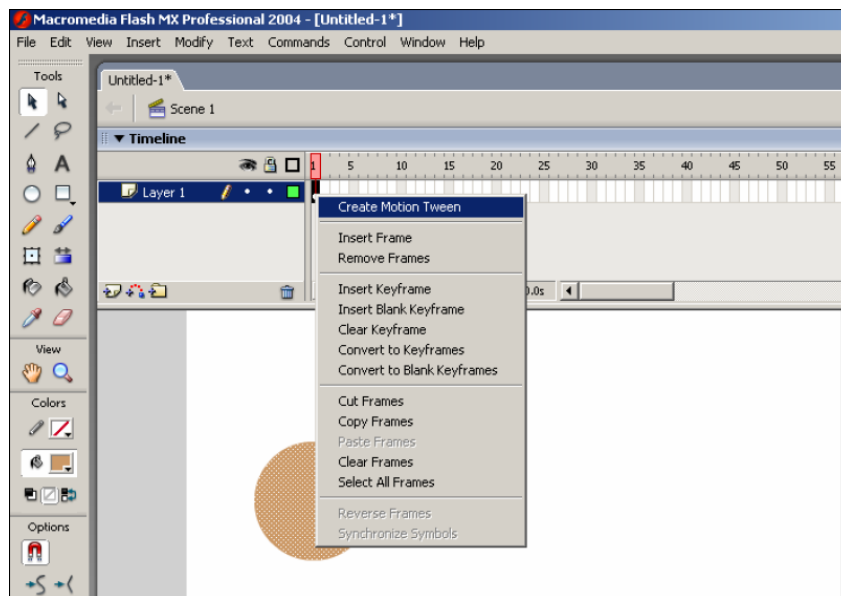 Macromedia Flash MX Professional 2004 - [Untitled-1*]
File Edit View Insert Modify Text Commands Control Window Help
Tools
Untitled-1*
Scene 1
Timeline
1 5 10 15 20 25 30 35 40 45 50 55
A
Layer 1
Create Motion Tween
Insert Frame
Remove Frames
Insert Keyframe
0.0s
Insert Blank Keyframe
Clear Keyframe
View
Convert to Keyframes
Convert to Blank Keyframes
Colors
Cut Frames
Copy Frames
Paste Frames
Clear Frames
Select All Frames
Reverse Frames
Options
Synchronize Symbols